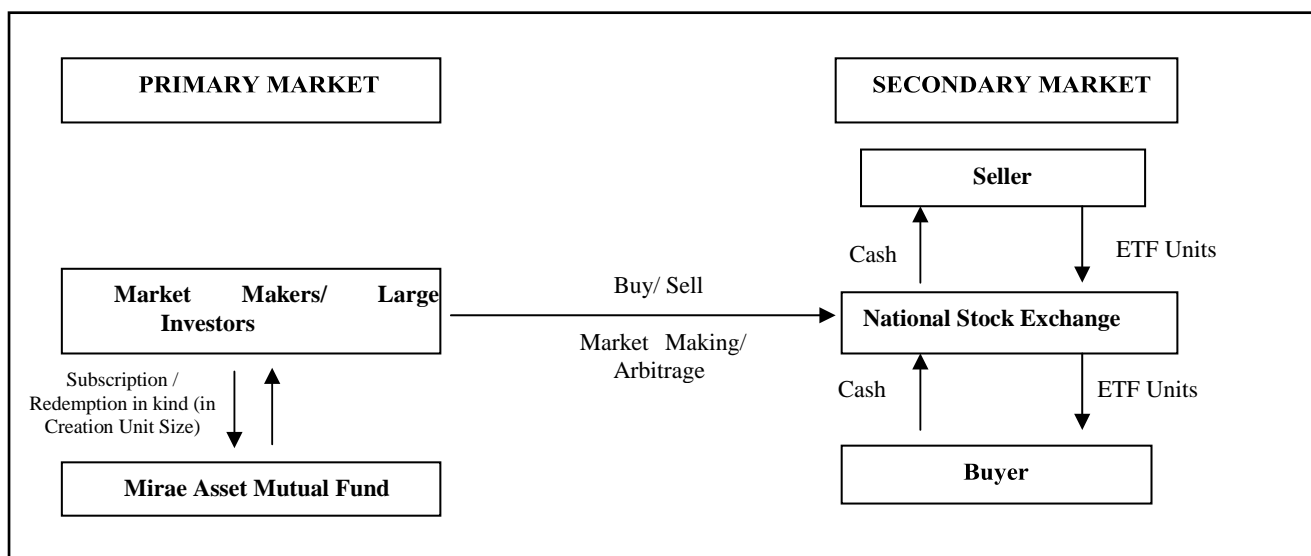 PRIMARY MARKET
SECONDARY MARKET
Seller
Cash
ETF Units
Market Makers/ Large
Investors
Buy/ Sell
National Stock Exchange
Market Making/
Arbitrage
Subscription /
Redemption in kind (in
Creation Unit Size)
Cash
ETF Units
Mirae Asset Mutual Fund
Buyer